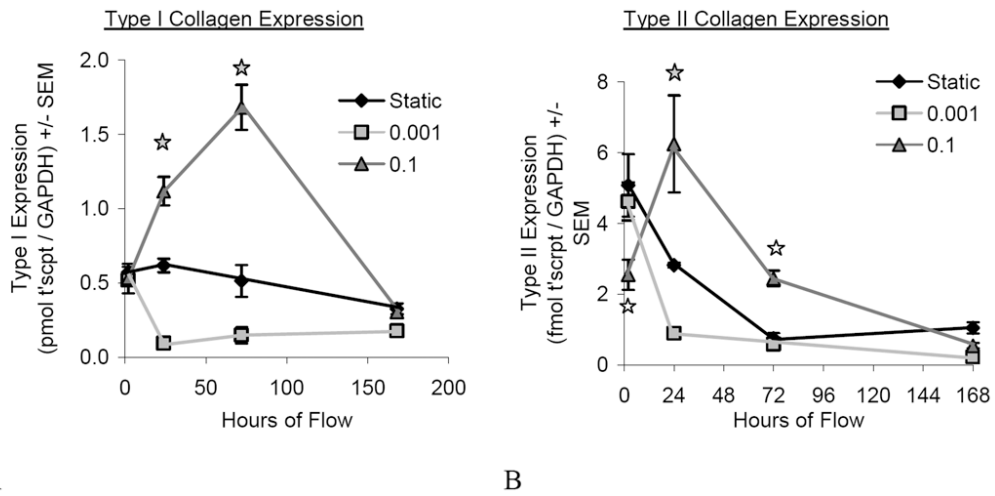 Type I Collagen Expression
Type I Expression
(pmol t'scpt / GAPDH) +/- SEM
2.0
1.5
1.0
0.5
0.0
Static
0.001
0.1
0 50 100 150 200
Hours of Flow
Type II Collagen Expression
Type II Expression
(fmol t'scrpt / GAPDH) +/-
SEM
8
6
4
2
0
Static
0.001
0.1
0 24 48 72 96 120 144 168
Hours of Flow
B